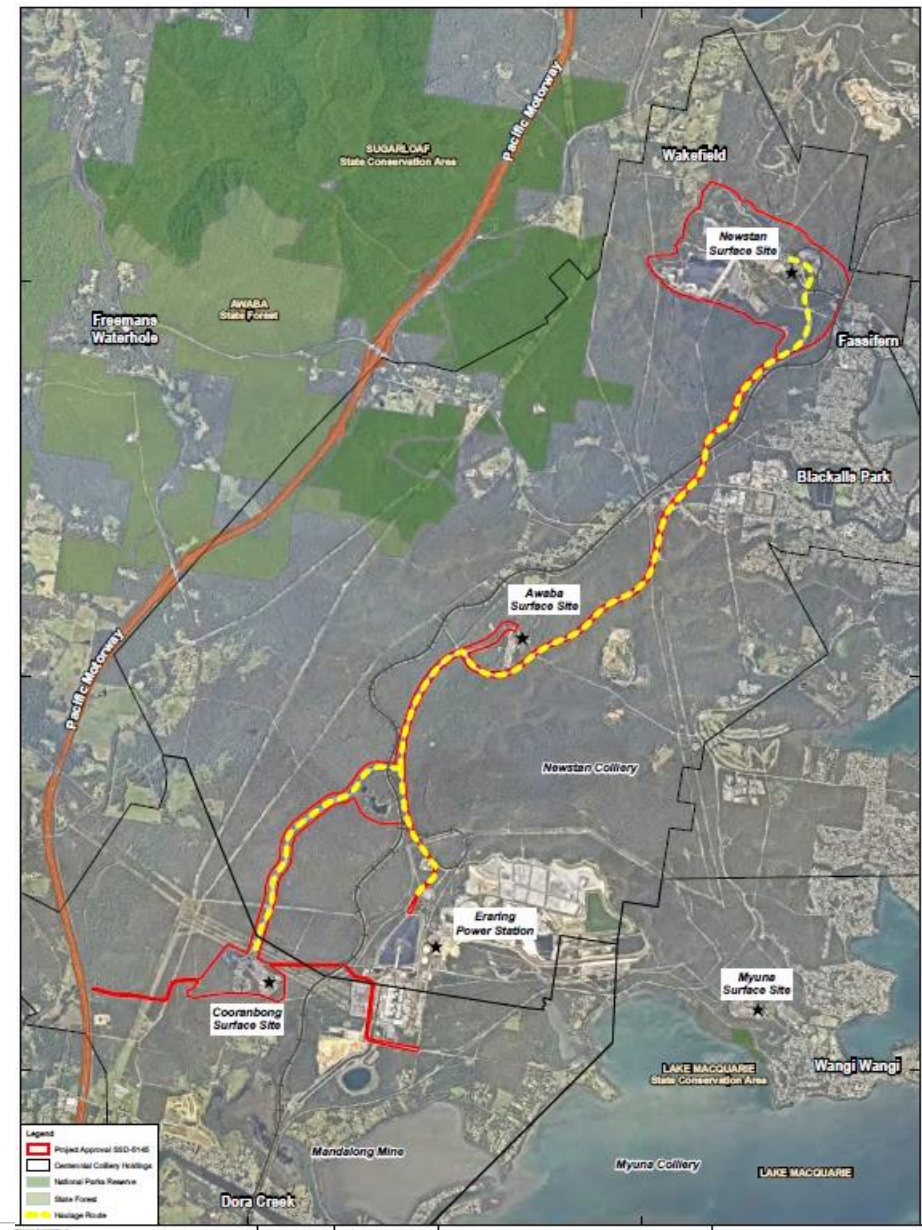 Pacific Motorway
SUGARLOAF
State Conservation Area
Wakefield
Newstan
Surface Site
AWABA
State Forest
Freemans
Waterhole
Fassifern
Blackalls Park
Awaba
Surface Site
Pacific Motorway
Newstan Colliery
Eraring
Power Station
Myuna
Surface Site
Cooranbong
Surface Site
LAKE MACQUARIE
State Conservation Area
Wangi Wangi
Mandalong Mine
Myuna Colliery
LAKE MACQUARIE
Dora Creek
Legend
Project Approval SSD-5145
Centennial Colliery Holdings
National Parks Reserve
State Forest
Haulage Route